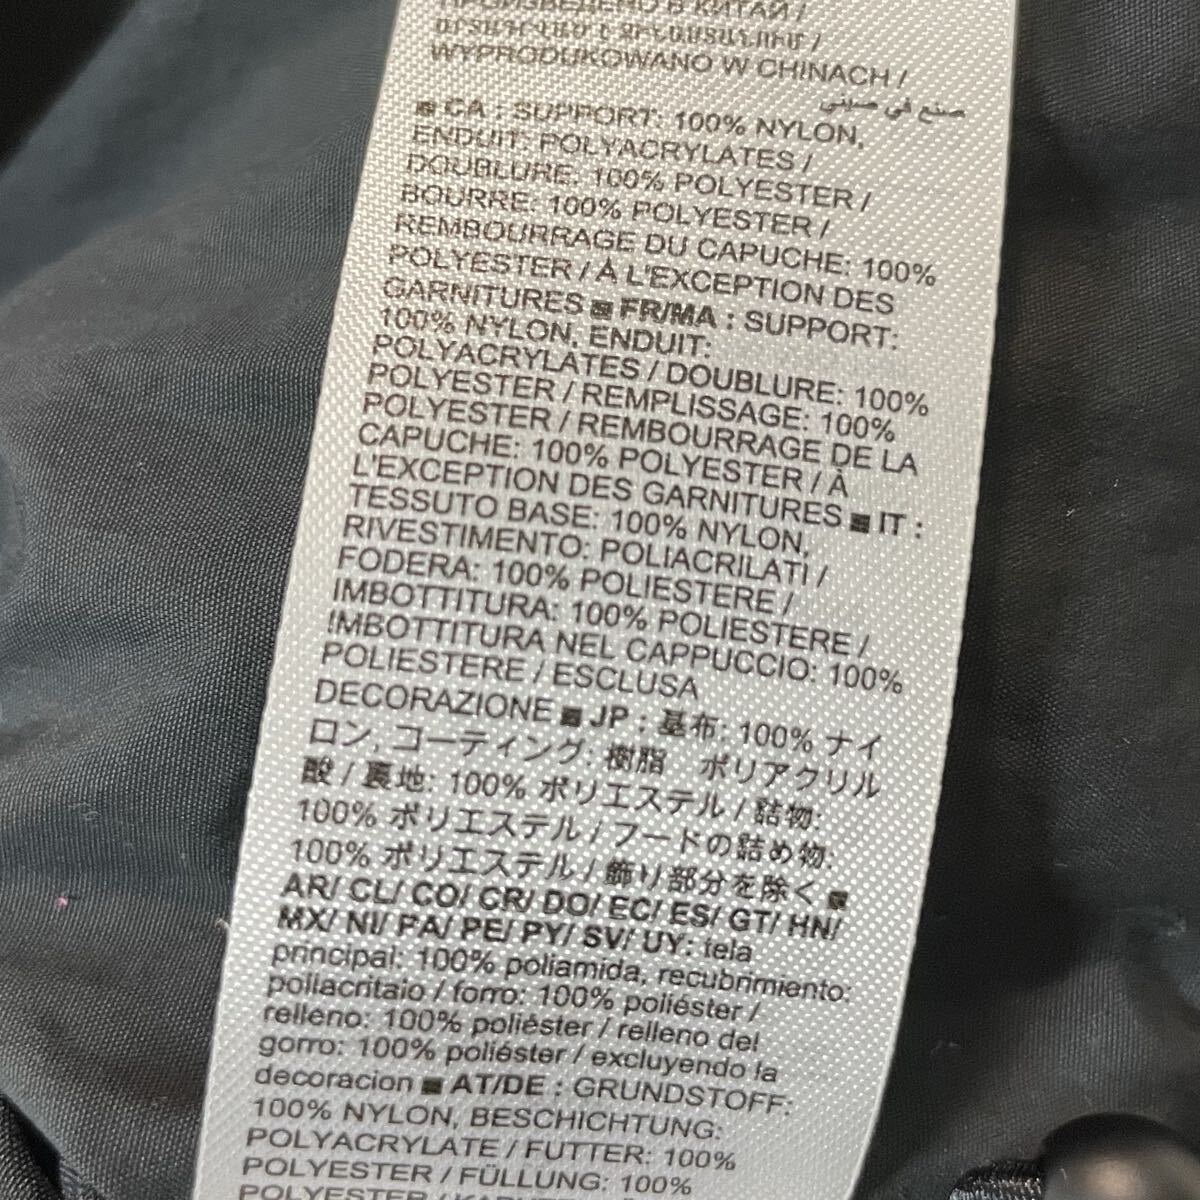 ПРОИЗВЕДЕНО В КИТАЙ /
WYPRODUKOWANO W CHINACH /
صنع في صيني
■ CA : SUPPORT: 100% NYLON,
ENDUIT: POLYACRYLATES /
DOUBLURE: 100% POLYESTER /
BOURRE: 100% POLYESTER /
REMBOURRAGE DU CAPUCHE: 100%
POLYESTER / À L'EXCEPTION DES
GARNITURES ■ FR/MA : SUPPORT:
100% NYLON, ENDUIT:
POLYACRYLATES / DOUBLURE: 100%
POLYESTER / REMPLISSAGE: 100%
POLYESTER / REMBOURRAGE DE LA
CAPUCHE: 100% POLYESTER / À
L'EXCEPTION DES GARNITURES ■ IT :
TESSUTO BASE: 100% NYLON,
RIVESTIMENTO: POLIACRILATI /
FODERA: 100% POLIESTERE /
IMBOTTITURA: 100% POLIESTERE /
IMBOTTITURA NEL CAPPUCCIO: 100%
POLIESTERE / ESCLUSA
DECORAZIONE ■ JP : 基布: 100% ナイ
ロン, コーティング: 樹脂 ポリアクリル
酸 / 裏地: 100% ポリエステル / 詰物:
100% ポリエステル / フードの詰め物:
100% ポリエステル / 飾り部分を除く ■
AR/ CL/ CO/ CR/ DO/ EC/ ES/ GT/ HN/
MX/ NI/ PA/ PE/ PY/ SV/ UY: tela
principal: 100% poliamida, recubrimiento:
poliacritaio / forro: 100% poliéster /
relleno: 100% poliéster / relleno del
gorro: 100% poliéster / excluyendo la
decoracion ■ AT/DE : GRUNDSTOFF:
100% NYLON, BESCHICHTUNG:
POLYACRYLATE / FUTTER: 100%
POLYESTER / FÜLLUNG: 100%